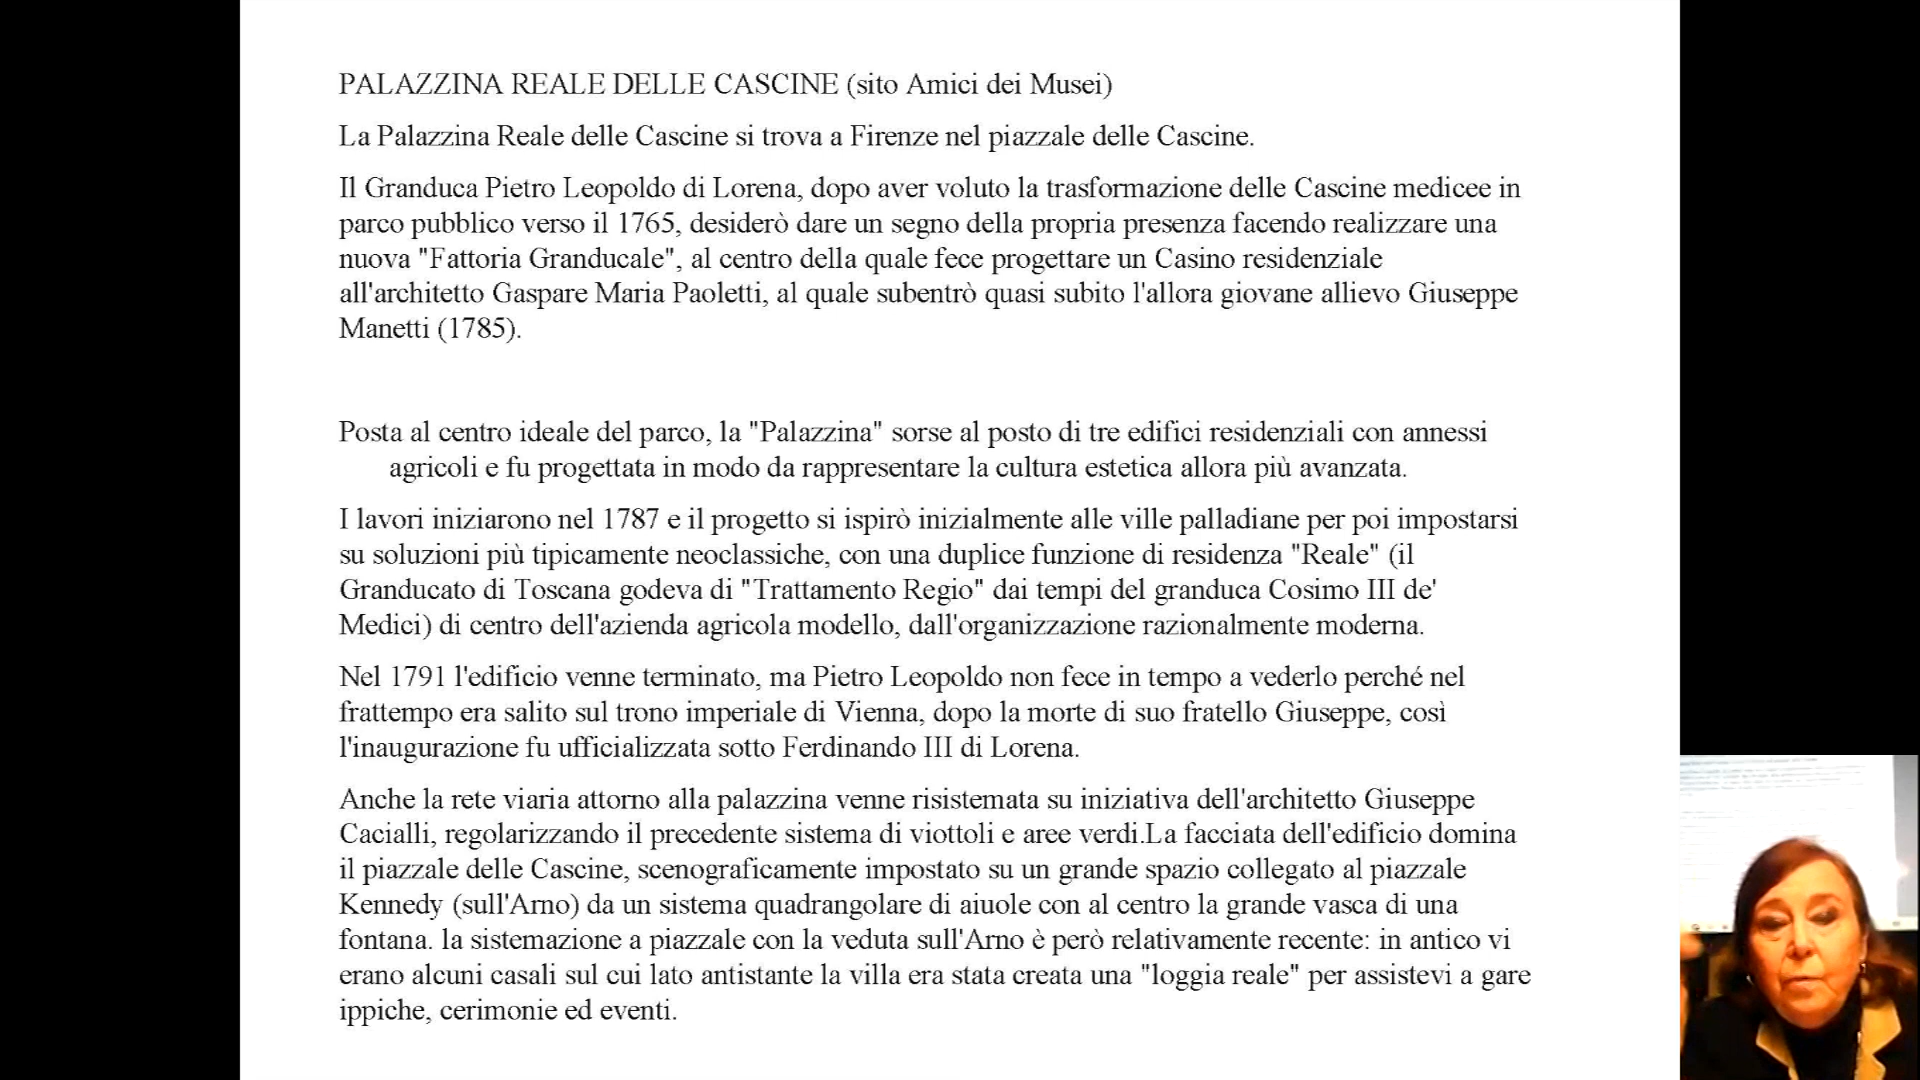 PALAZZINA REALE DELLE CASCINE (sito Amici dei Musei)
La Palazzina Reale delle Cascine si trova a Firenze nel piazzale delle Cascine.
Il Granduca Pietro Leopoldo di Lorena, dopo aver voluto la trasformazione delle Cascine medicee in
parco pubblico verso il 1765, desiderò dare un segno della propria presenza facendo realizzare una
nuova "Fattoria Granducale", al centro della quale fece progettare un Casino residenziale
all'architetto Gaspare Maria Paoletti, al quale subentrò quasi subito l'allora giovane allievo Giuseppe
Manetti (1785).
Posta al centro ideale del parco, la "Palazzina" sorse al posto di tre edifici residenziali con annessi
agricoli e fu progettata in modo da rappresentare la cultura estetica allora più avanzata.
I lavori iniziarono nel 1787 e il progetto si ispirò inizialmente alle ville palladiane per poi impostarsi
su soluzioni più tipicamente neoclassiche, con una duplice funzione di residenza "Reale" (il
Granducato di Toscana godeva di "Trattamento Regio" dai tempi del granduca Cosimo III de'
Medici) di centro dell'azienda agricola modello, dall'organizzazione razionalmente moderna.
Nel 1791 l'edificio venne terminato, ma Pietro Leopoldo non fece in tempo a vederlo perché nel
frattempo era salito sul trono imperiale di Vienna, dopo la morte di suo fratello Giuseppe, così
l'inaugurazione fu ufficializzata sotto Ferdinando III di Lorena.
Anche la rete viaria attorno alla palazzina venne risistemata su iniziativa dell'architetto Giuseppe
Cacialli, regolarizzando il precedente sistema di viottoli e aree verdi.La facciata dell'edificio domina
il piazzale delle Cascine, scenograficamente impostato su un grande spazio collegato al piazzale
Kennedy (sull'Arno) da un sistema quadrangolare di aiuole con al centro la grande vasca di una
fontana. la sistemazione a piazzale con la veduta sull'Arno è però relativamente recente: in antico vi
erano alcuni casali sul cui lato antistante la villa era stata creata una "loggia reale" per assistevi a gare
ippiche, cerimonie ed eventi.